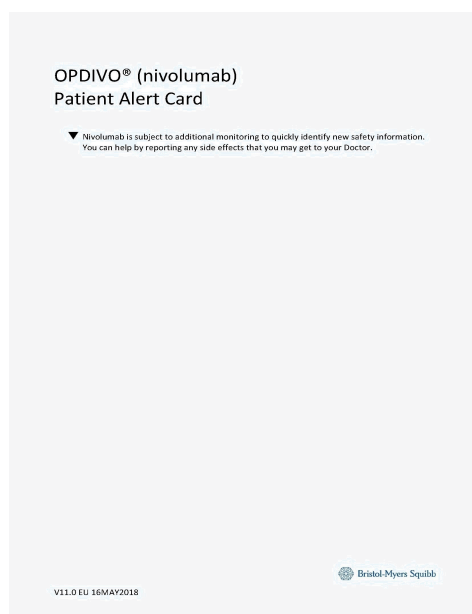 OPDIVO® (nivolumab)
Patient Alert Card
▼ Nivolumab is subject to additional monitoring to quickly identify new safety information.
You can help by reporting any side effects that you may get to your Doctor.
Bristol-Myers Squibb
V11.0 EU 16MAY2018